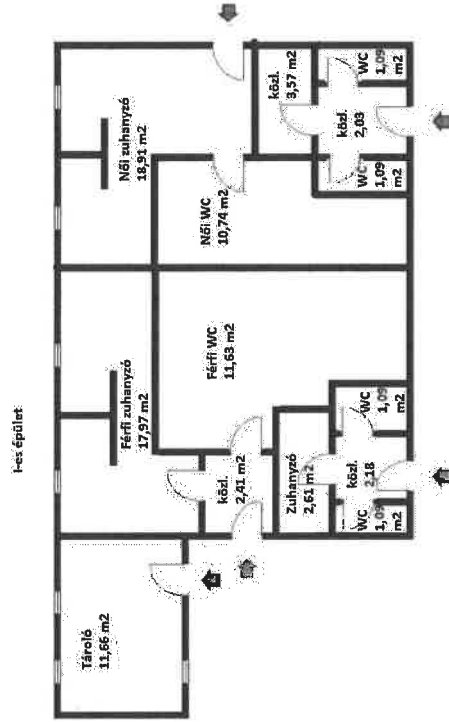 I-es épület
Tároló
11,66 m2
Férfi zuhanyzó
17,97 m2
Női zuhanyzó
18,91 m2
közl.
2,41 m2
Férfi WC
11,63 m2
Női WC
10,74 m2
közl.
3,57 m2
Zuhanyzó
2,61 m2
WC
1,09
m2
közl.
2,18
WC
1,09
m2
WC
1,09
m2
közl.
2,03
WC
1,09
m2